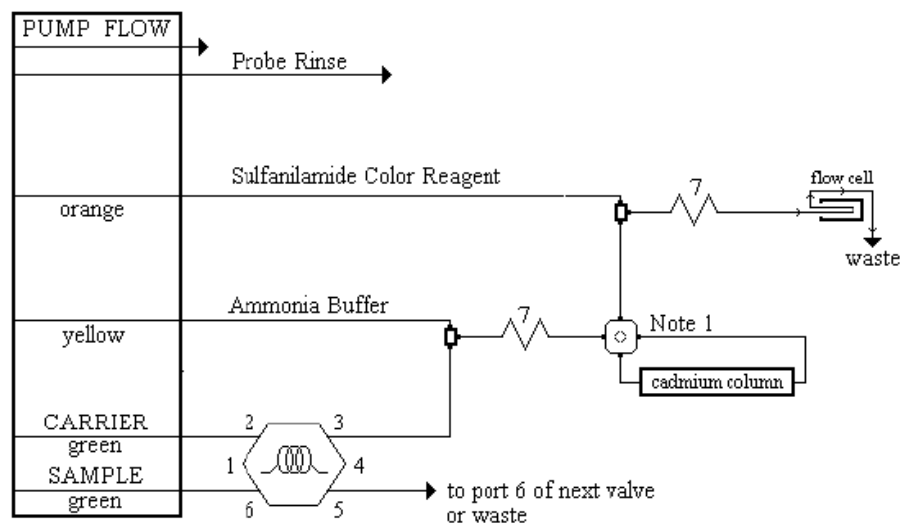 PUMP FLOW
Probe Rinse
Sulfanilamide Color Reagent
orange
7
flow cell
waste
Ammonia Buffer
yellow
7
Note 1
cadmium column
CARRIER
green
2
3
1
4
SAMPLE
green
6
5
to port 6 of next valve
or waste